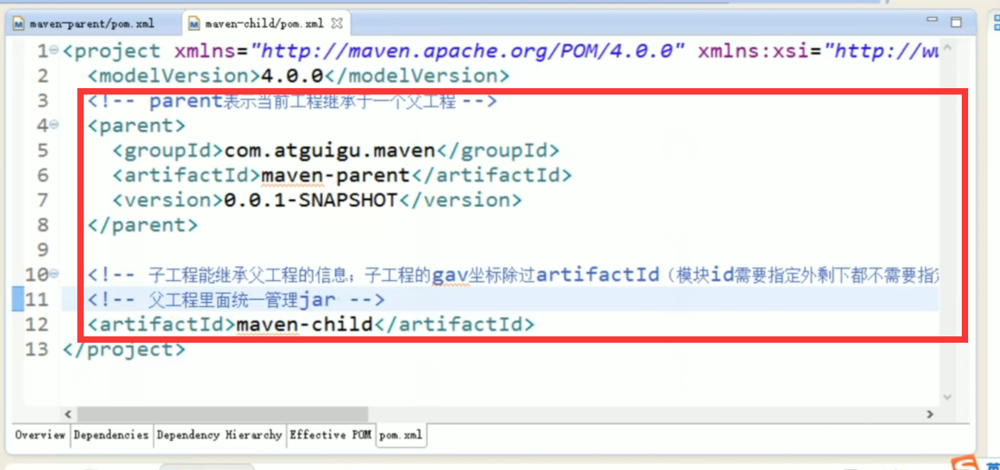 maven-parent/pom.xml
maven-child/pom.xml
1 <project xmlns="http://maven.apache.org/POM/4.0.0" xmlns:xsi="http://w
2 <modelVersion>4.0.0</modelVersion>
3 <!-- parent表示当前工程继承于一个父工程 -->
4 <parent>
5 <groupId>com.atguigu.maven</groupId>
6 <artifactId>maven-parent</artifactId>
7 <version>0.0.1-SNAPSHOT</version>
8 </parent>
9
10 <!-- 子工程能继承父工程的信息；子工程的gav坐标除过artifactId（模块id需要指定外剩下都不需要指定
11 <!-- 父工程里面统一管理jar -->
12 <artifactId>maven-child</artifactId>
13 </project>
Overview Dependencies Dependency Hierarchy Effective POM pom.xml
英